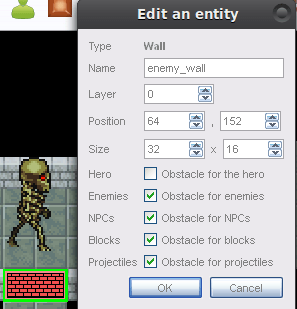 Edit an entity
Type Wall
Name enemy_wall
Layer 0
Position 64 , 152
Size 32 x 16
Hero Obstacle for the hero
Enemies Obstacle for enemies
NPCs Obstacle for NPCs
Blocks Obstacle for blocks
Projectiles Obstacle for projectiles
OK Cancel